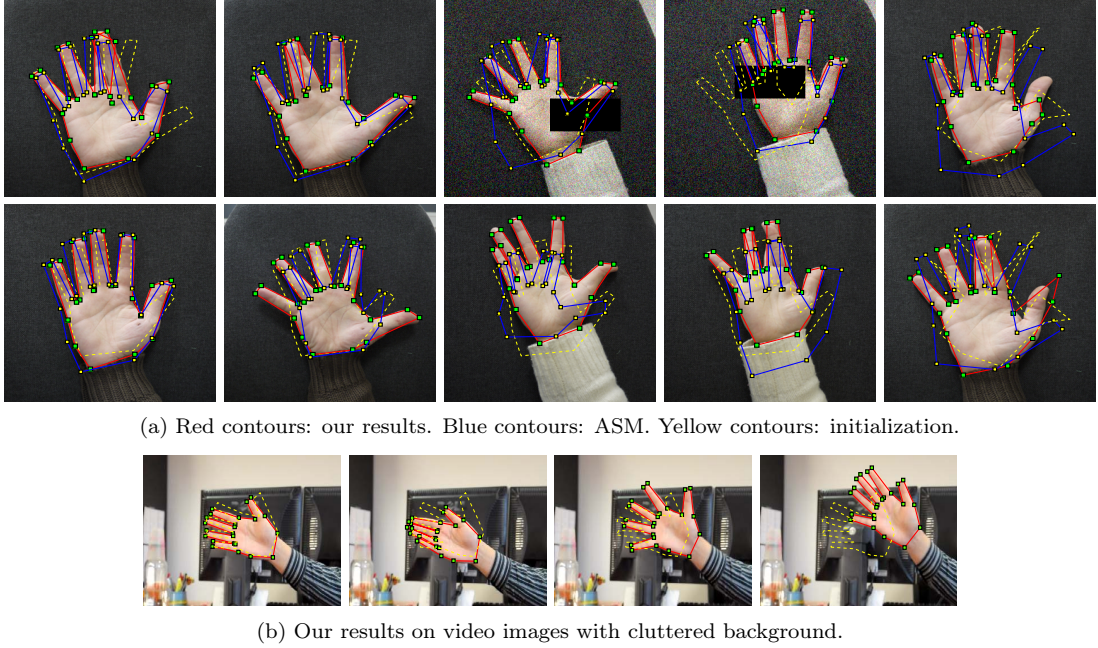 (a) Red contours: our results. Blue contours: ASM. Yellow contours: initialization.
(b) Our results on video images with cluttered background.